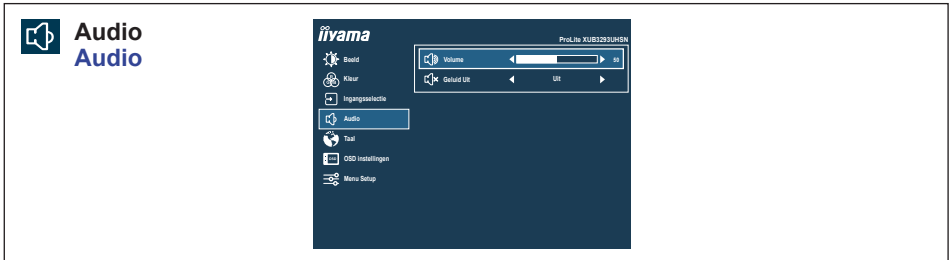 Audio
Audio
iiyama
ProLite XUB3293UHSN
Beeld
Kleur
Ingangsselectie
Audio
Taal
OSD instellingen
Menu Setup
Volume 50
Geluid Uit Uit